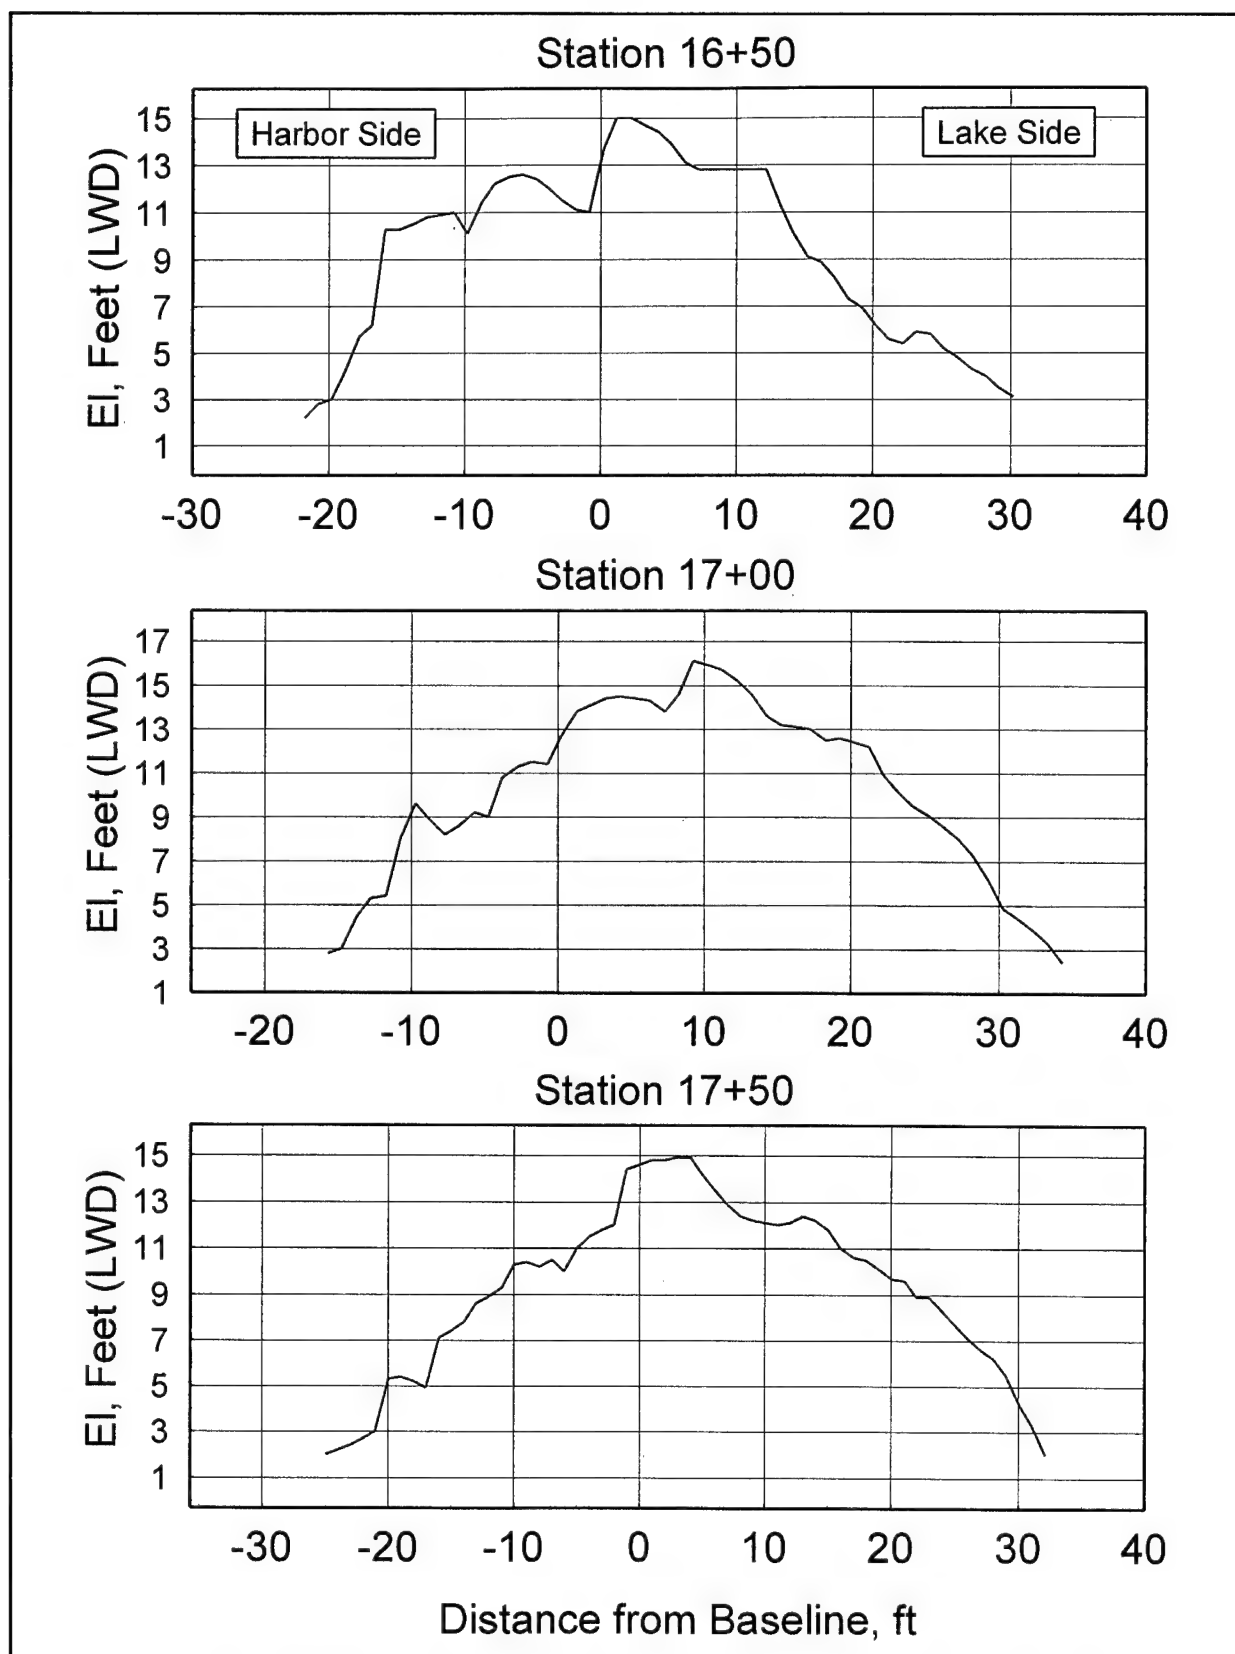 Station 16+50
Harbor Side
Lake Side
El, Feet (LWD)
15
13
11
9
7
5
3
1
-30 -20 -10 0 10 20 30 40
Station 17+00
El, Feet (LWD)
17
15
13
11
9
7
5
3
1
-20 -10 0 10 20 30 40
Station 17+50
El, Feet (LWD)
15
13
11
9
7
5
3
1
-30 -20 -10 0 10 20 30 40
Distance from Baseline, ft